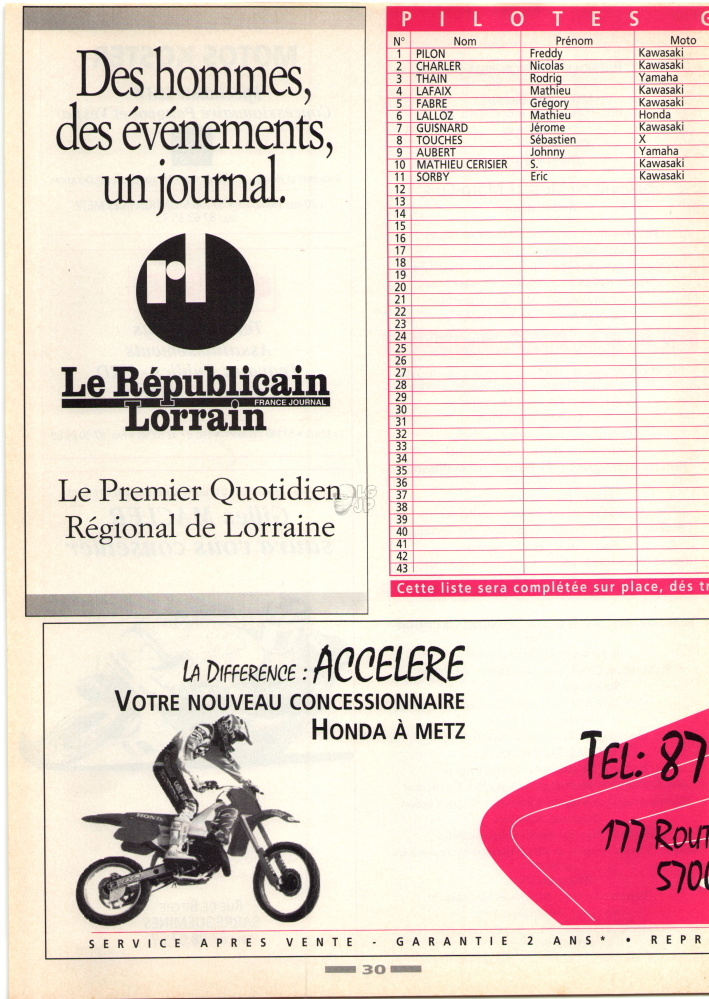 Des hommes,
des événements,
un journal.
rl
Le Républicain
FRANCE JOURNAL
Lorrain
Le Premier Quotidien
Régional de Lorraine
PILOTES
N° Nom Prénom Moto
1 PILON Freddy Kawasaki
2 CHARLER Nicolas Kawasaki
3 THAIN Rodrig Yamaha
4 LAFAIX Mathieu Kawasaki
5 FABRE Grégory Kawasaki
6 LALLOZ Mathieu Honda
7 GUISNARD Jérome Kawasaki
8 TOUCHES Sébastien X
9 AUBERT Johnny Yamaha
10 MATHIEU CERISIER S. Kawasaki
11 SORBY Eric Kawasaki
12
13
14
15
16
17
18
19
20
21
22
23
24
25
26
27
28
29
30
31
32
33
34
35
36
37
38
39
40
41
42
43
Cette liste sera complétée sur place, dés tr
LA DIFFERENCE : ACCELERE
VOTRE NOUVEAU CONCESSIONNAIRE
HONDA À METZ
HONDA
TEL: 87
177 ROUT
570
SERVICE APRES VENTE - GARANTIE 2 ANS* • REPR
30